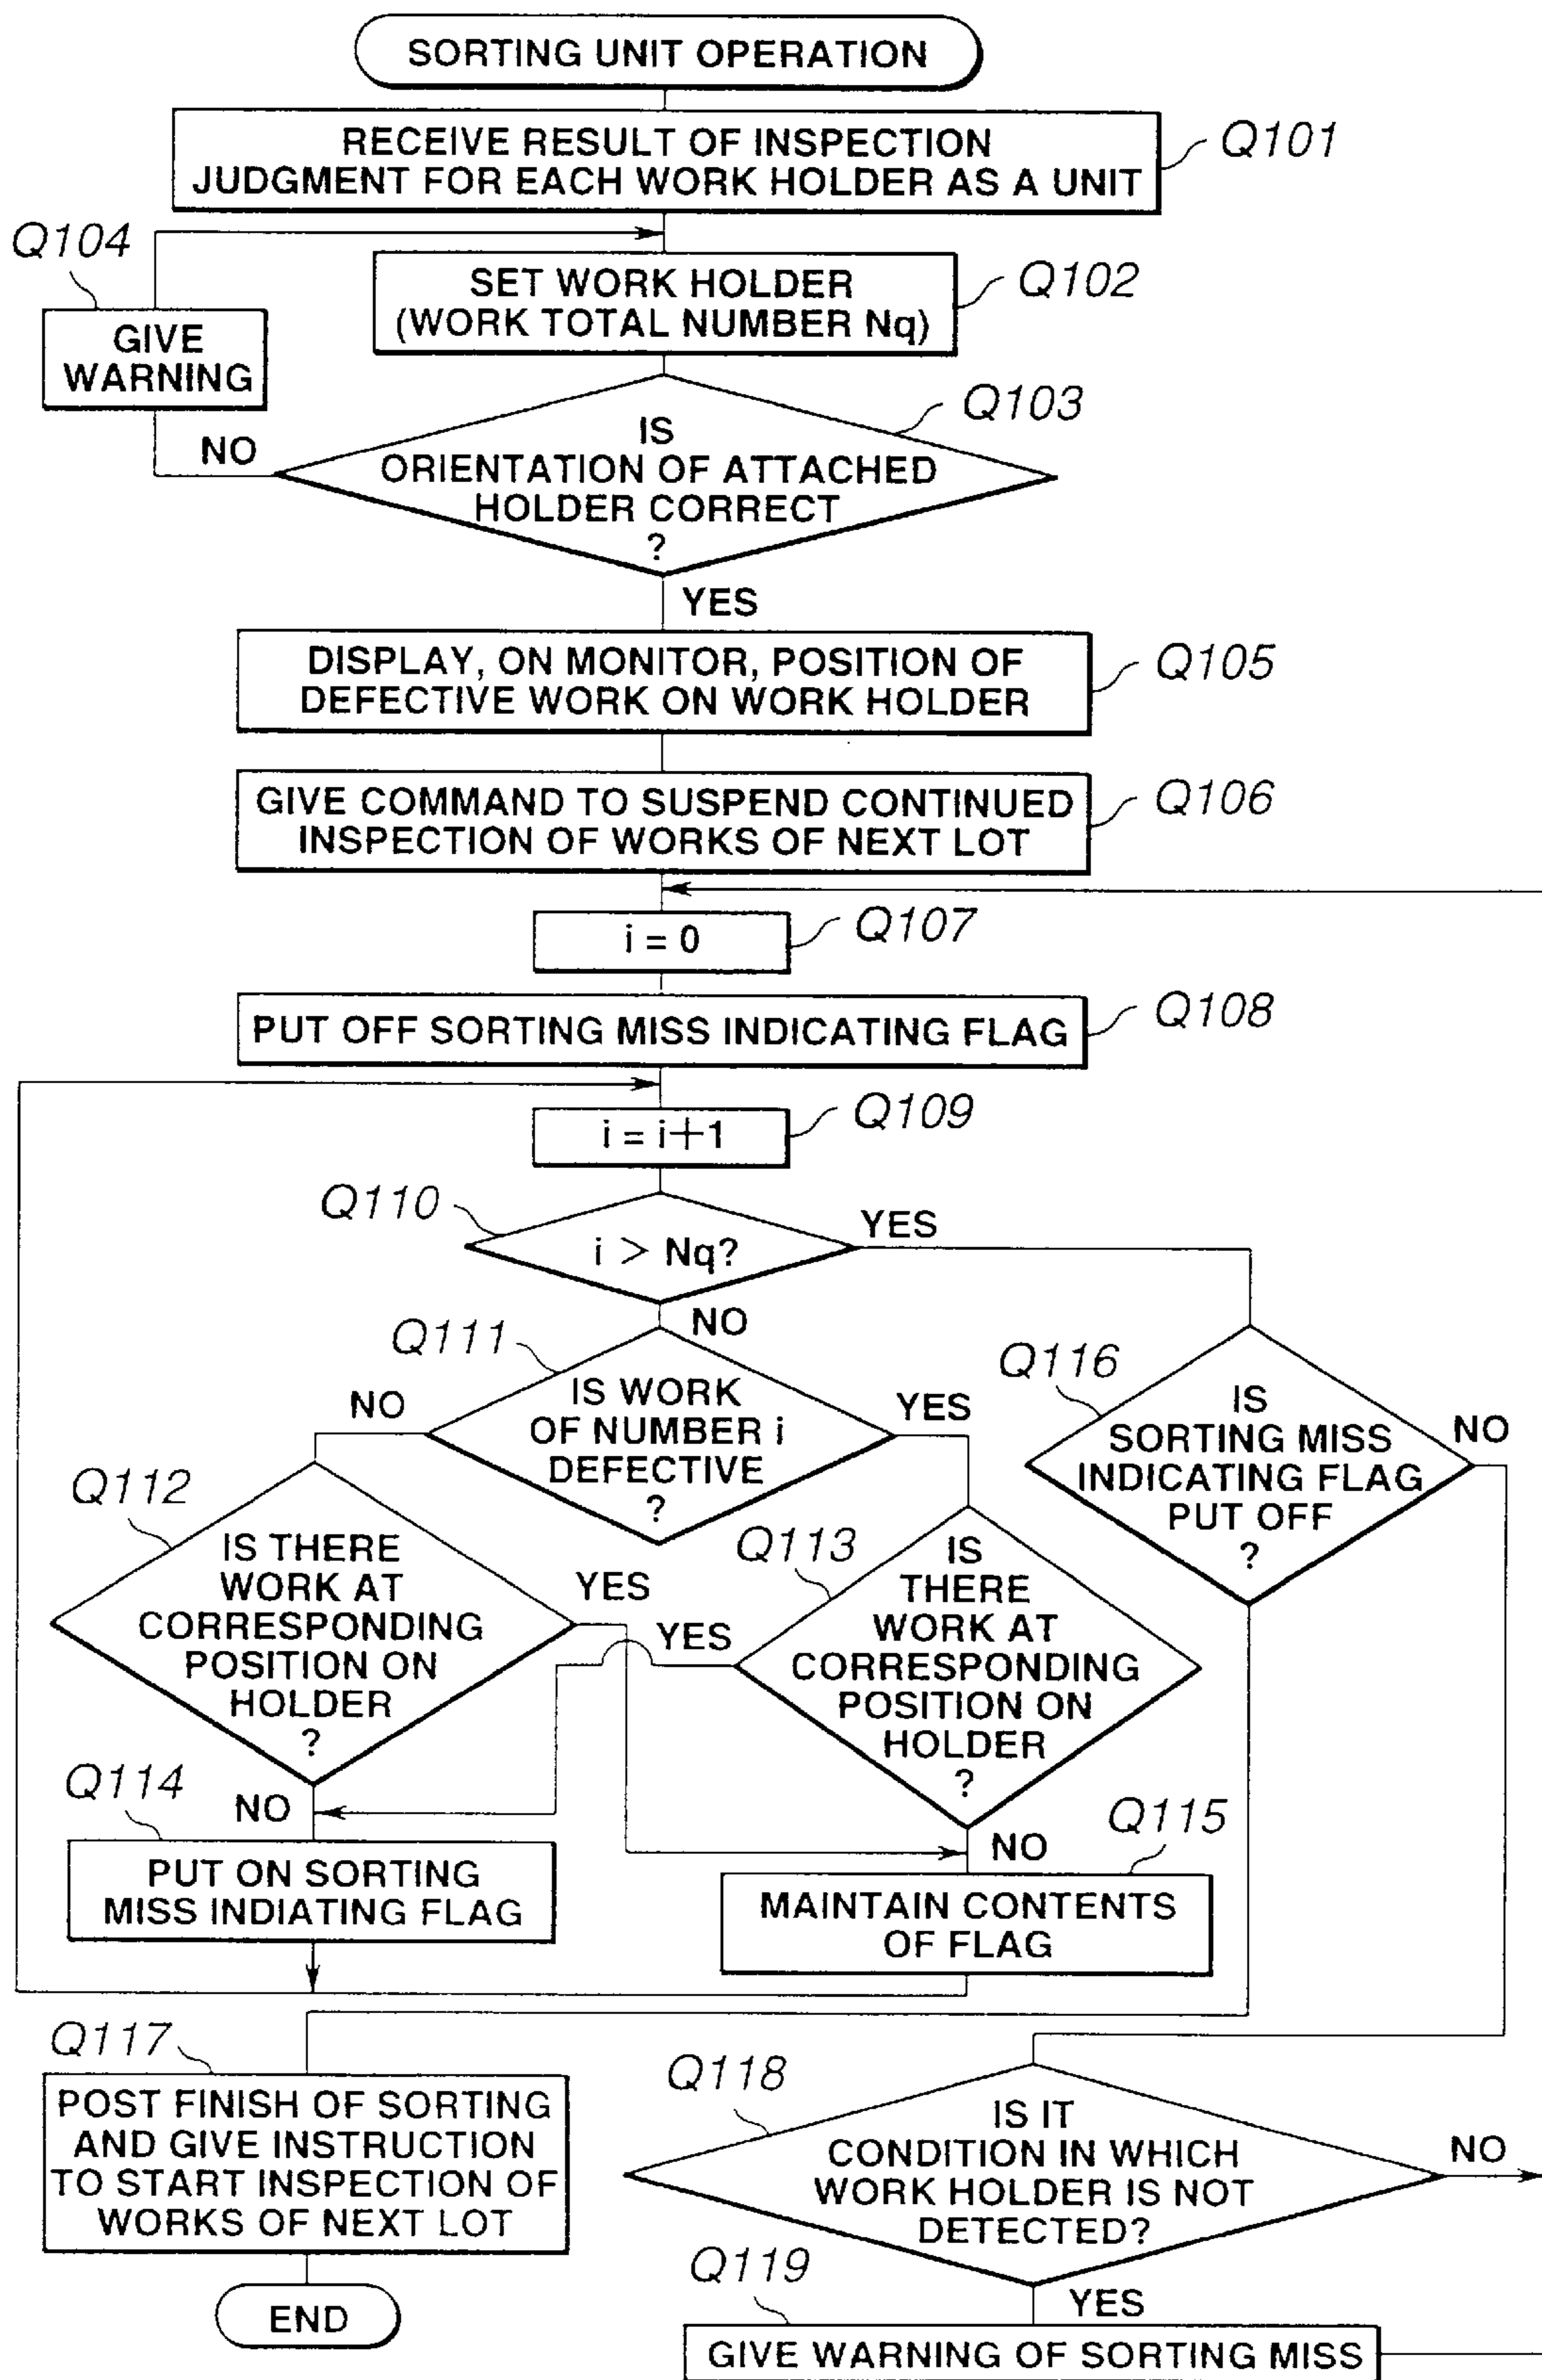 SORTING UNIT OPERATION
RECEIVE RESULT OF INSPECTION
JUDGMENT FOR EACH WORK HOLDER AS A UNIT
Q101
Q104
GIVE
WARNING
SET WORK HOLDER
(WORK TOTAL NUMBER Nq)
Q102
Q103
NO
IS
ORIENTATION OF ATTACHED
HOLDER CORRECT
?
YES
DISPLAY, ON MONITOR, POSITION OF
DEFECTIVE WORK ON WORK HOLDER
Q105
GIVE COMMAND TO SUSPEND CONTINUED
INSPECTION OF WORKS OF NEXT LOT
Q106
i = 0
Q107
PUT OFF SORTING MISS INDICATING FLAG
Q108
i = i+1
Q109
Q110
i > Nq?
YES
NO
Q111
IS WORK
OF NUMBER i
DEFECTIVE
?
NO
YES
Q116
IS
SORTING MISS
INDICATING FLAG
PUT OFF
?
NO
Q112
IS THERE
WORK AT
CORRESPONDING
POSITION ON
HOLDER
?
YES
Q113
IS
THERE
WORK AT
CORRESPONDING
POSITION ON
HOLDER
?
YES
Q114
NO
PUT ON SORTING
MISS INDIATING FLAG
Q115
NO
MAINTAIN CONTENTS
OF FLAG
Q117
POST FINISH OF SORTING
AND GIVE INSTRUCTION
TO START INSPECTION OF
WORKS OF NEXT LOT
END
Q118
IS IT
CONDITION IN WHICH
WORK HOLDER IS NOT
DETECTED?
NO
Q119
YES
GIVE WARNING OF SORTING MISS